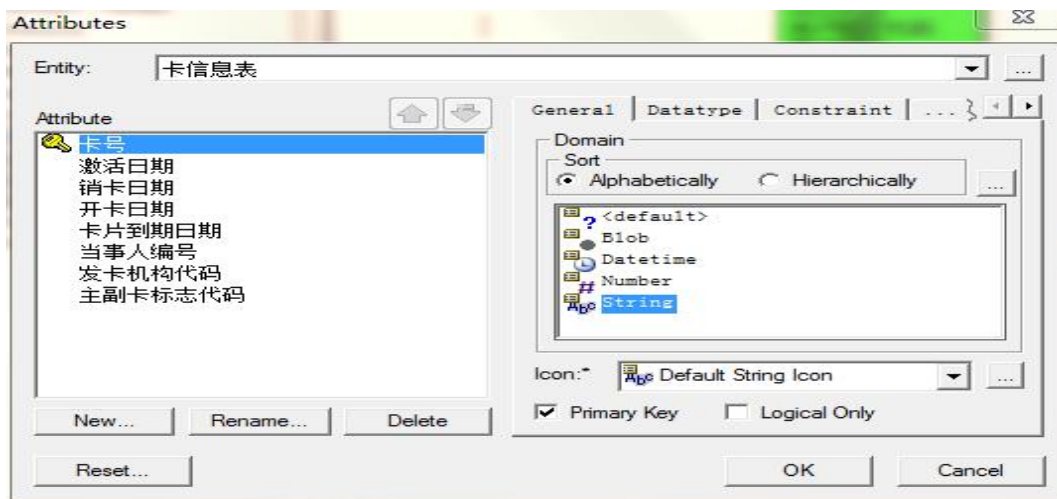 Attributes
Entity:
卡信息表
...
Attribute
卡号
激活日期
销卡日期
开卡日期
卡片到期日期
当事人编号
发卡机构代码
主副卡标志代码
General
Datatype
Constraint
...
Domain
Sort
Alphabetically
Hierarchically
...
<default>
Blob
Datetime
Number
String
Icon:*
Default String Icon
...
Primary Key
Logical Only
New...
Rename...
Delete
Reset...
OK
Cancel